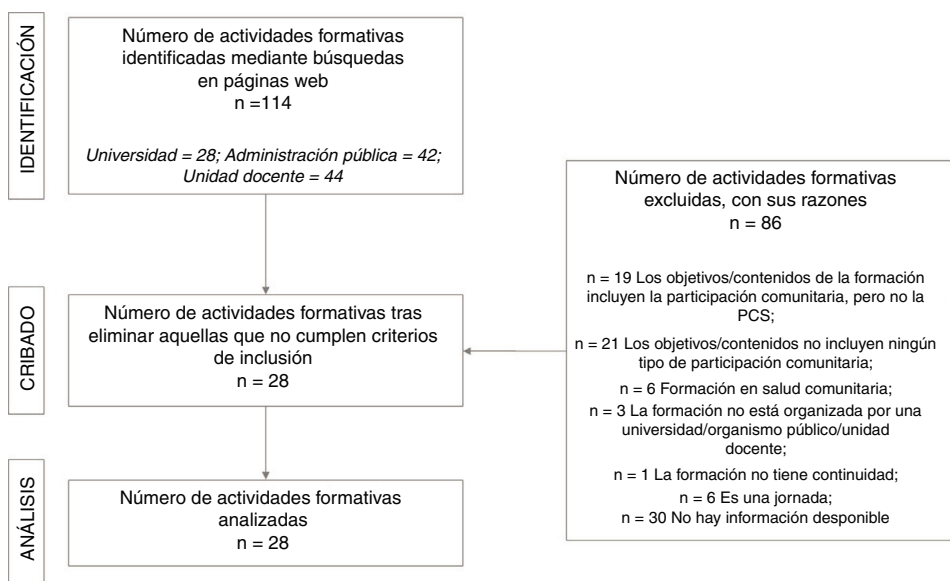 IDENTIFICACIÓN
Número de actividades formativas
identificadas mediante búsquedas
en páginas web
n =114
Universidad = 28; Administración pública = 42;
Unidad docente = 44
Número de actividades formativas
excluidas, con sus razones
n = 86
n = 19 Los objetivos/contenidos de la formación
incluyen la participación comunitaria, pero no la
PCS;
n = 21 Los objetivos/contenidos no incluyen ningún
tipo de participación comunitaria;
n = 6 Formación en salud comunitaria;
n = 3 La formación no está organizada por una
universidad/organismo público/unidad
docente;
n = 1 La formación no tiene continuidad;
n = 6 Es una jornada;
n = 30 No hay información desponible
CRIBADO
Número de actividades formativas tras
eliminar aquellas que no cumplen criterios
de inclusión
n = 28
ANÁLISIS
Número de actividades formativas
analizadas
n = 28